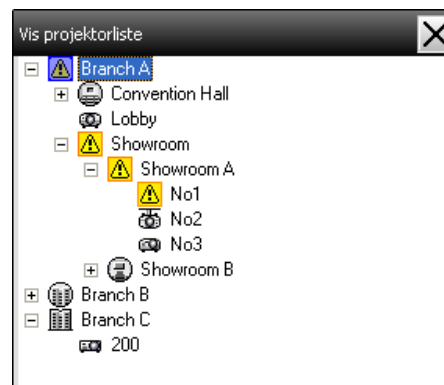 Vis projektorliste
Branch A
Convention Hall
Lobby
Showroom
Showroom A
No1
No2
No3
Showroom B
Branch B
Branch C
200